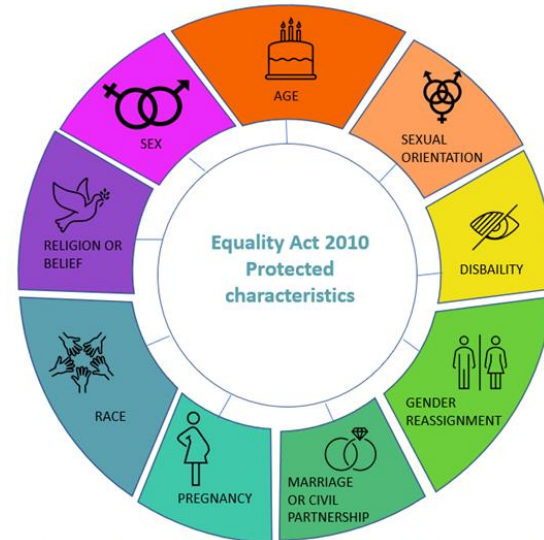 Equality Act 2010
Protected
characteristics
AGE
SEXUAL
ORIENTATION
DISBAILITY
GENDER
REASSIGNMENT
MARRIAGE
OR CIVIL
PARTNERSHIP
PREGNANCY
RACE
RELIGION OR
BELIEF
SEX